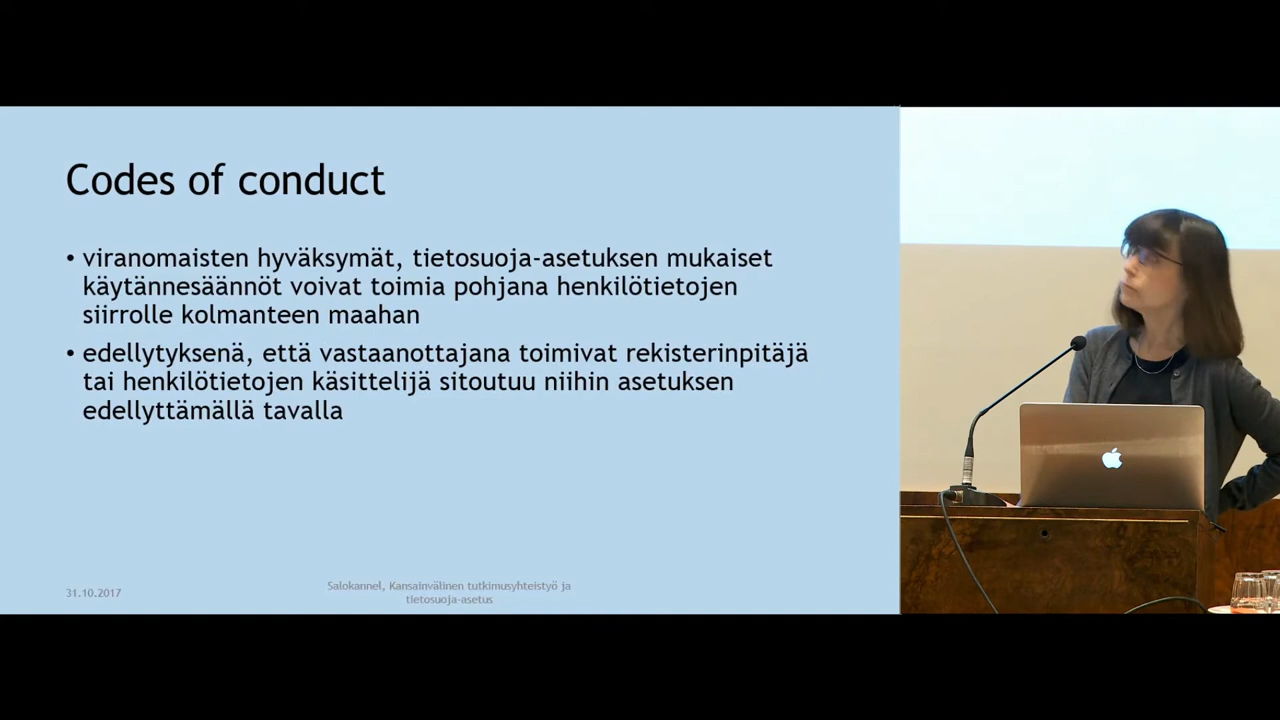 Codes of conduct
• viranomaisten hyväksymät, tietosuoja-asetuksen mukaiset
käytännesäännöt voivat toimia pohjana henkilötietojen
siirrolle kolmanteen maahan
• edellytyksenä, että vastaanottajana toimivat rekisterinpitäjä
tai henkilötietojen käsittelijä sitoutuu niihin asetuksen
edellyttämällä tavalla
31.10.2017
Salokannel, Kansainvälinen tutkimusyhteistyö ja
tietosuoja-asetus